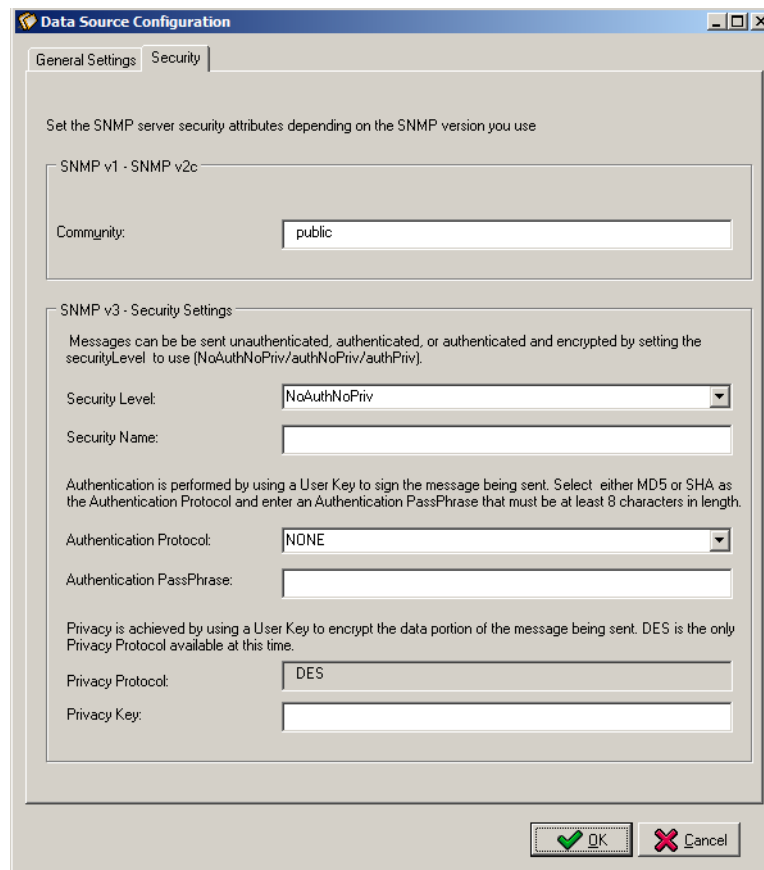 Data Source Configuration
General Settings
Security
Set the SNMP server security attributes depending on the SNMP version you use
SNMP v1 - SNMP v2c
Community:
public
SNMP v3 - Security Settings
Messages can be be sent unauthenticated, authenticated, or authenticated and encrypted by setting the
securityLevel to use (NoAuthNoPriv/authNoPriv/authPriv).
Security Level:
NoAuthNoPriv
Security Name:
Authentication is performed by using a User Key to sign the message being sent. Select either MD5 or SHA as
the Authentication Protocol and enter an Authentication PassPhrase that must be at least 8 characters in length.
Authentication Protocol:
NONE
Authentication PassPhrase:
Privacy is achieved by using a User Key to encrypt the data portion of the message being sent. DES is the only
Privacy Protocol available at this time.
Privacy Protocol:
DES
Privacy Key:
OK
Cancel